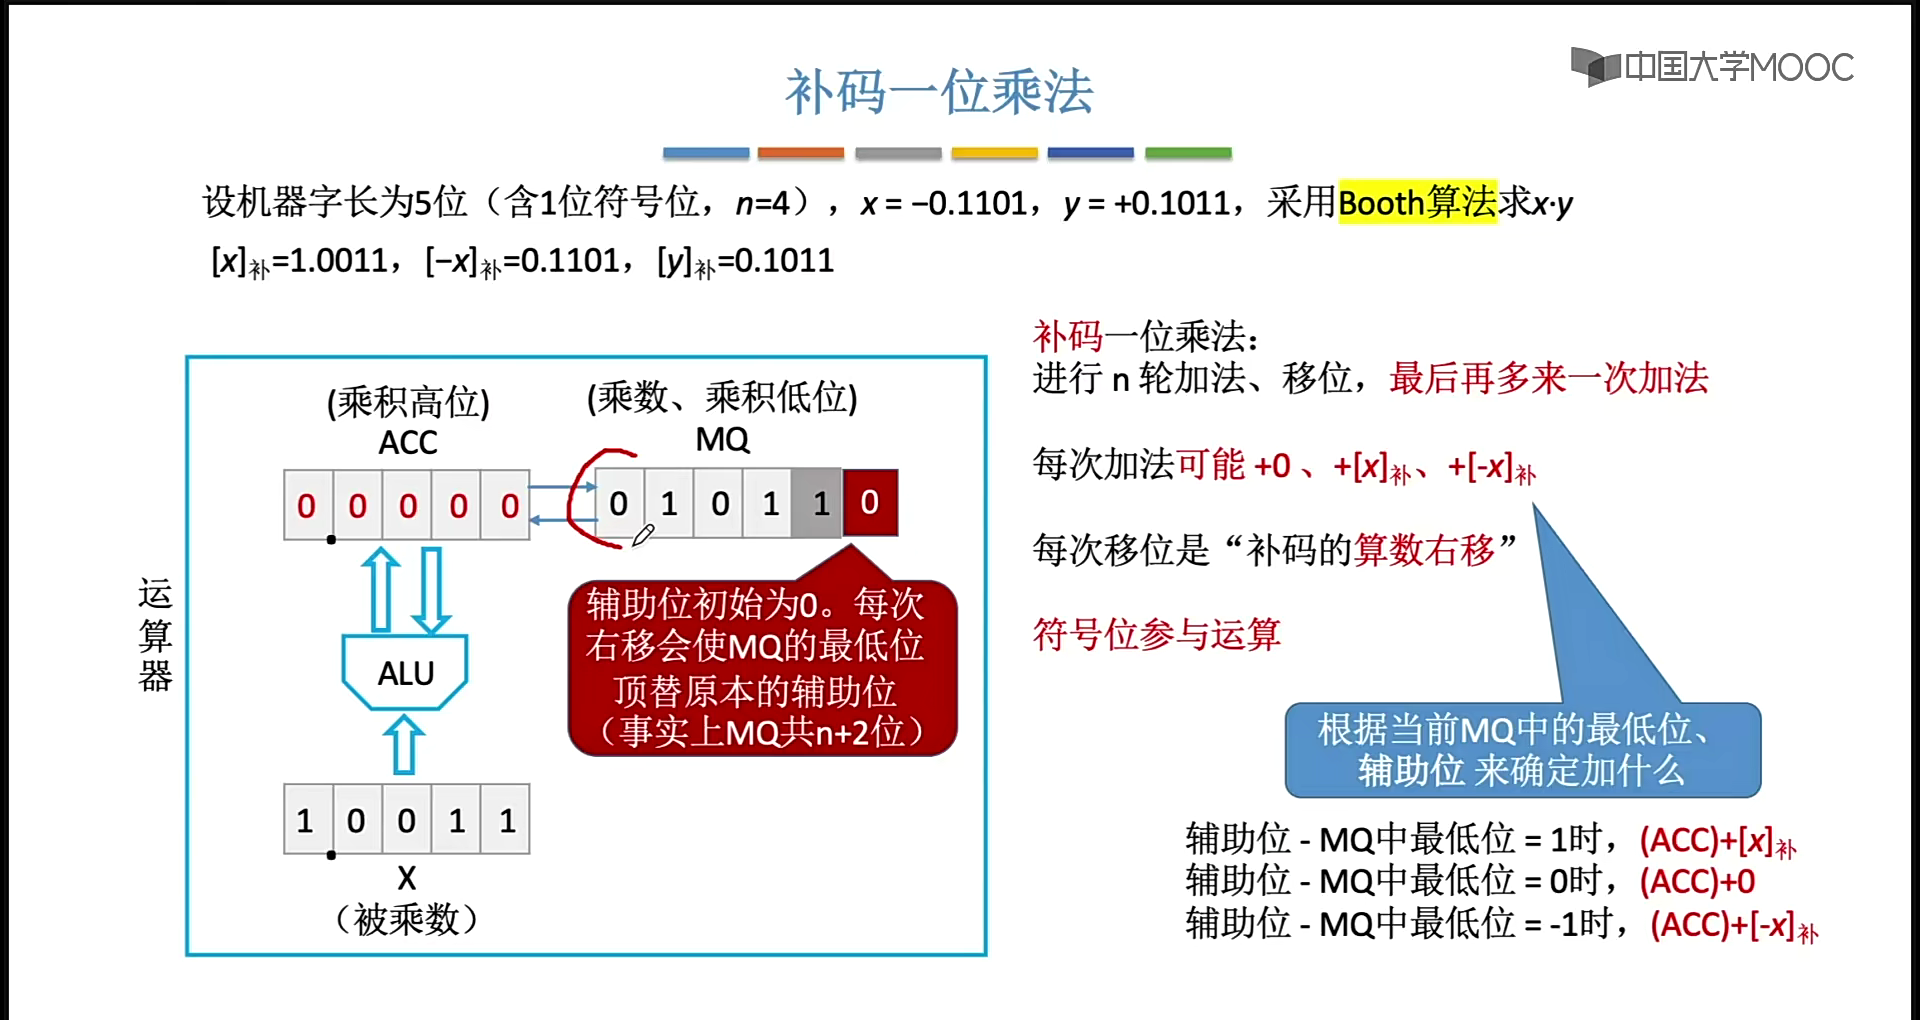 中国大学MOOC
补码一位乘法
设机器字长为5位（含1位符号位，n=4），x = −0.1101，y = +0.1011，采用Booth算法求x·y
[x]补=1.0011，[−x]补=0.1101，[y]补=0.1011
(乘积高位)
ACC
(乘数、乘积低位)
MQ
0 0 0 0 0
0 1 0 1 1 0
辅助位初始为0。每次
右移会使MQ的最低位
顶替原本的辅助位
（事实上MQ共n+2位）
运
算
器
ALU
1 0 0 1 1
X
（被乘数）
补码一位乘法：
进行 n 轮加法、移位，最后再多来一次加法
每次加法可能 +0 、+[x]补、+[-x]补
每次移位是“补码的算数右移”
符号位参与运算
根据当前MQ中的最低位、
辅助位 来确定加什么
辅助位 - MQ中最低位 = 1时，(ACC)+[x]补
辅助位 - MQ中最低位 = 0时，(ACC)+0
辅助位 - MQ中最低位 = -1时，(ACC)+[-x]补